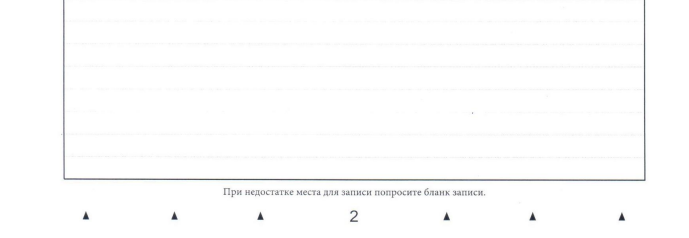 При недостатке места для записи попросите бланк записи.
▲ ▲ ▲ 2 ▲ ▲ ▲